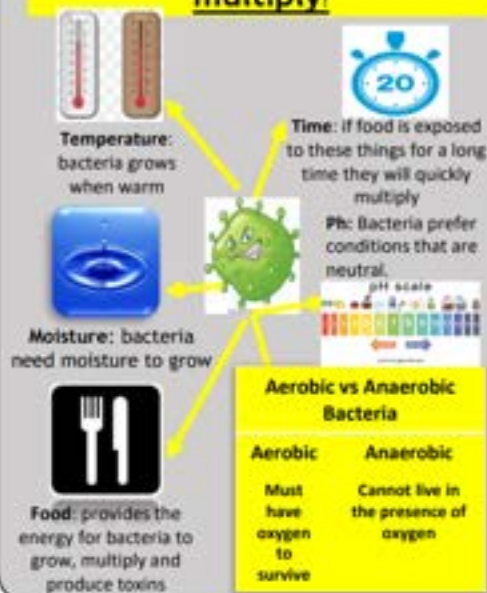 multiply!
Temperature:
bacteria grows
when warm
20
Time: if food is exposed
to these things for a long
time they will quickly
multiply
Ph: Bacteria prefer
conditions that are
neutral.
pH scale
Moisture: bacteria
need moisture to grow
Food: provides the
energy for bacteria to
grow, multiply and
produce toxins
Aerobic vs Anaerobic
Bacteria
Aerobic
Must
have
oxygen
to
survive
Anaerobic
Cannot live in
the presence of
oxygen